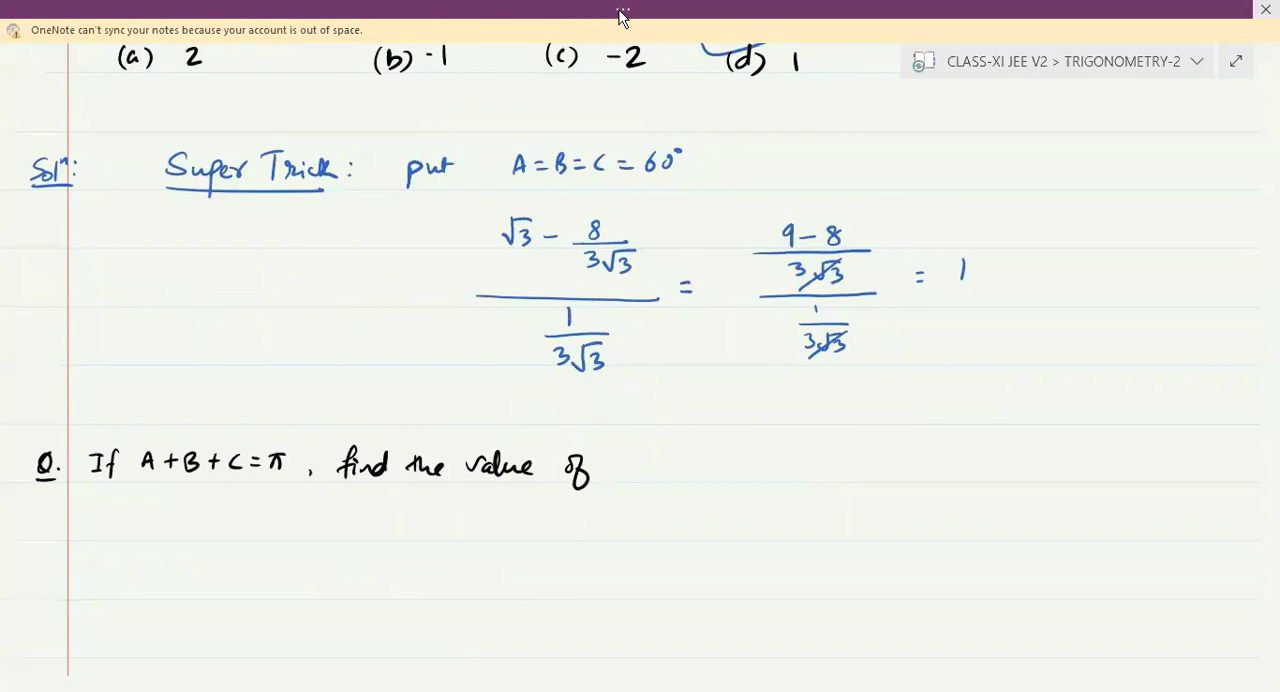 OneNote can't sync your notes because your account is out of space.
(a) 2 (b) -1 (c) -2 (d) 1
CLASS-XI JEE V2 > TRIGONOMETRY-2
Solⁿ: Super Trick: put A = B = C = 60°
√3 - 8/3√3 / 1/3√3 = 9 - 8/3√3 / 1/3√3 = 1
Q. If A + B + C = π, find the value of